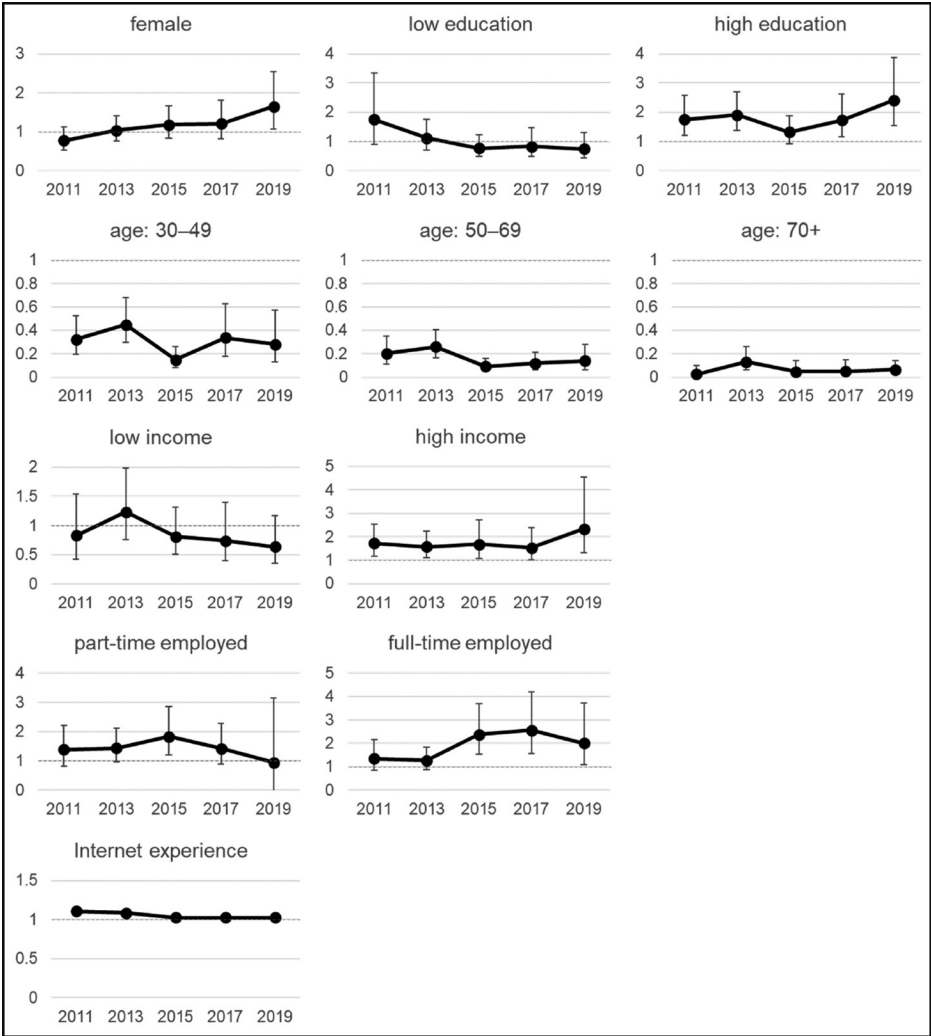 female low education high education
3 4 4
3 3
2
2 2
1
1 1
0 0 0
2011 2013 2015 2017 2019 2011 2013 2015 2017 2019 2011 2013 2015 2017 2019
age: 30–49 age: 50–69 age: 70+
1 1 1
0.8 0.8 0.8
0.6 0.6 0.6
0.4 0.4 0.4
0.2 0.2 0.2
0 0 0
2011 2013 2015 2017 2019 2011 2013 2015 2017 2019 2011 2013 2015 2017 2019
low income high income
2 5
4
1.5
3
1
2
0.5
1
0 0
2011 2013 2015 2017 2019 2011 2013 2015 2017 2019
part-time employed full-time employed
4 5
3 4
3
2
2
1
1
0 0
2011 2013 2015 2017 2019 2011 2013 2015 2017 2019
Internet experience
1.5
1
0.5
0
2011 2013 2015 2017 2019